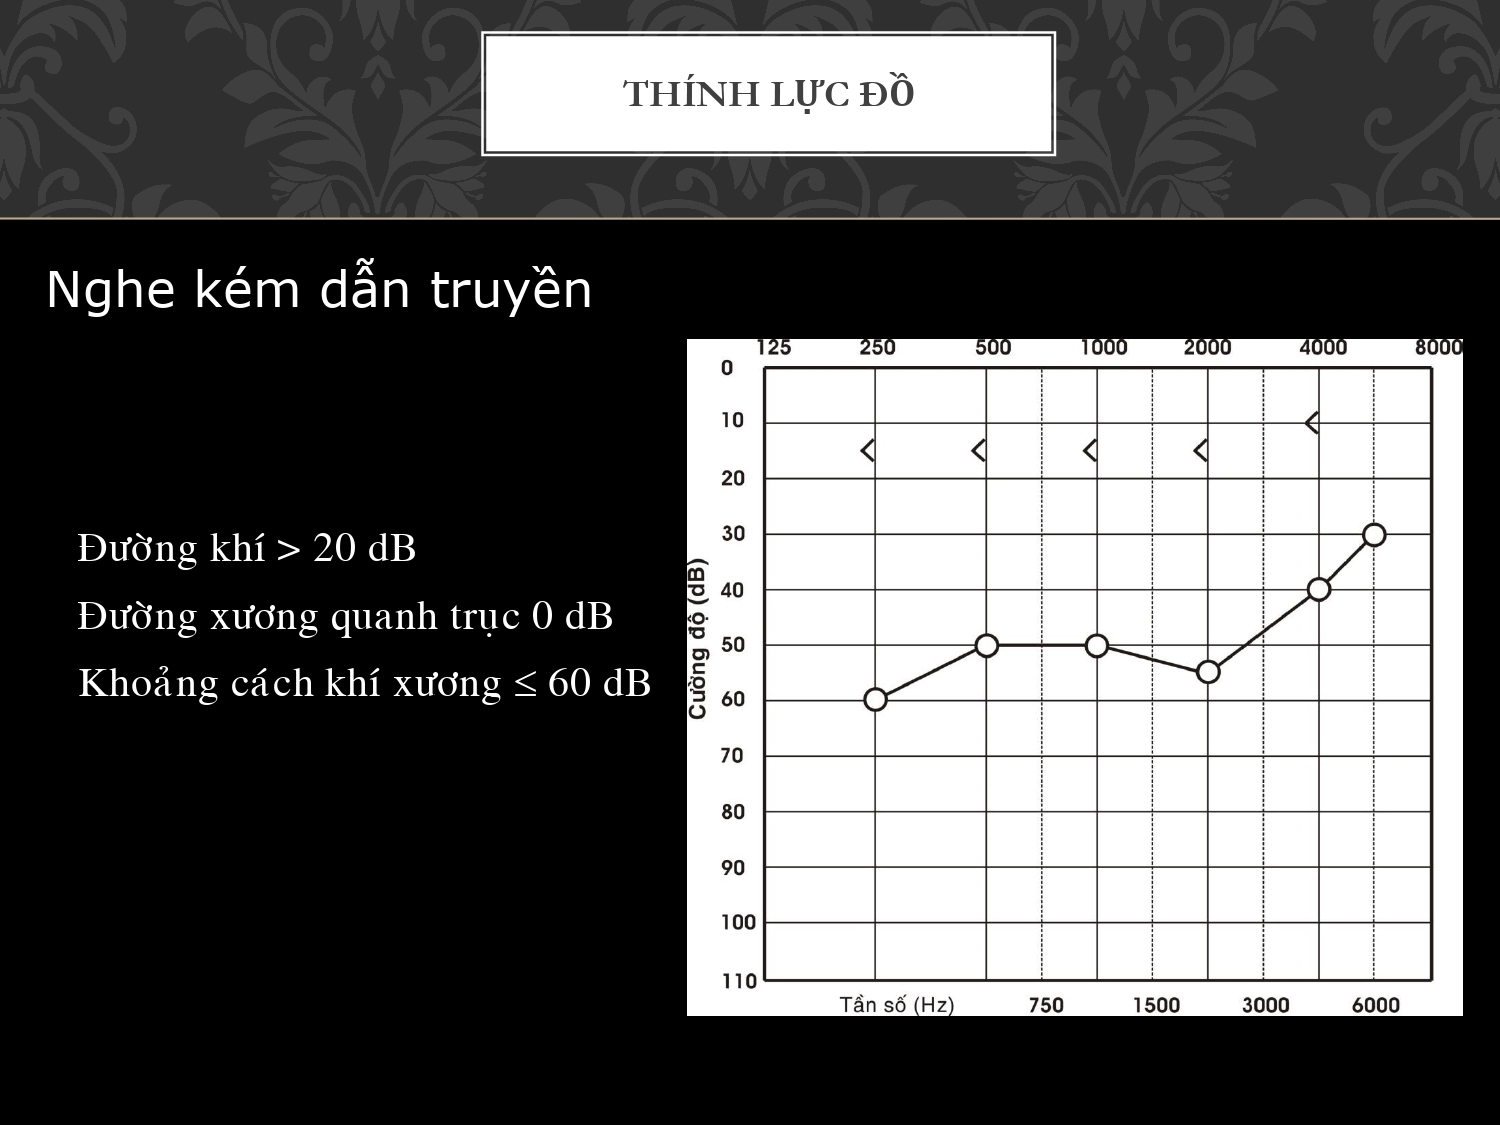 THÍNH LỰC ĐỒ
Nghe kém dẫn truyền
Đường khí > 20 dB
Đường xương quanh trục 0 dB
Khoảng cách khí xương ≤ 60 dB
125 250 500 1000 2000 4000 8000
0
10
20
30
40
50
60
70
80
90
100
110
Cường độ (dB)
Tần số (Hz) 750 1500 3000 6000